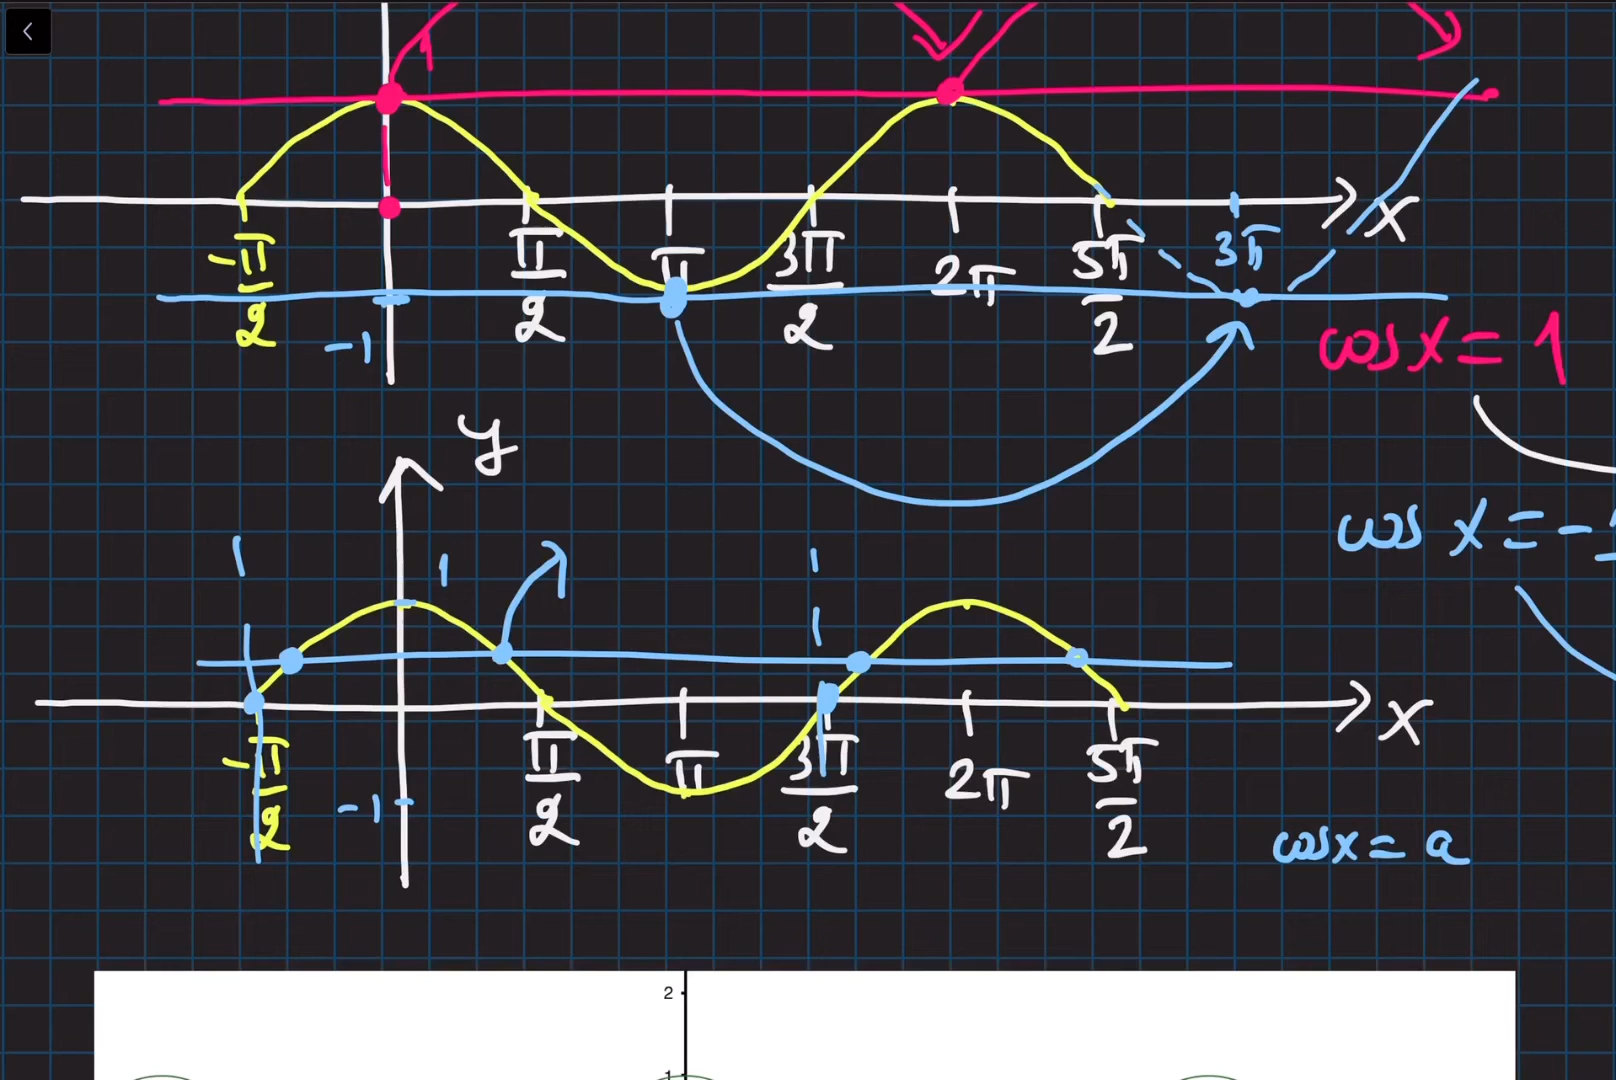 x
-π/2
π/2
π
3π/2
2π
5π/2
3π
-1
cos x = 1
y
cos x = -1
1
x
-π/2
π/2
π
3π/2
2π
5π/2
-1
cos x = a
2
1